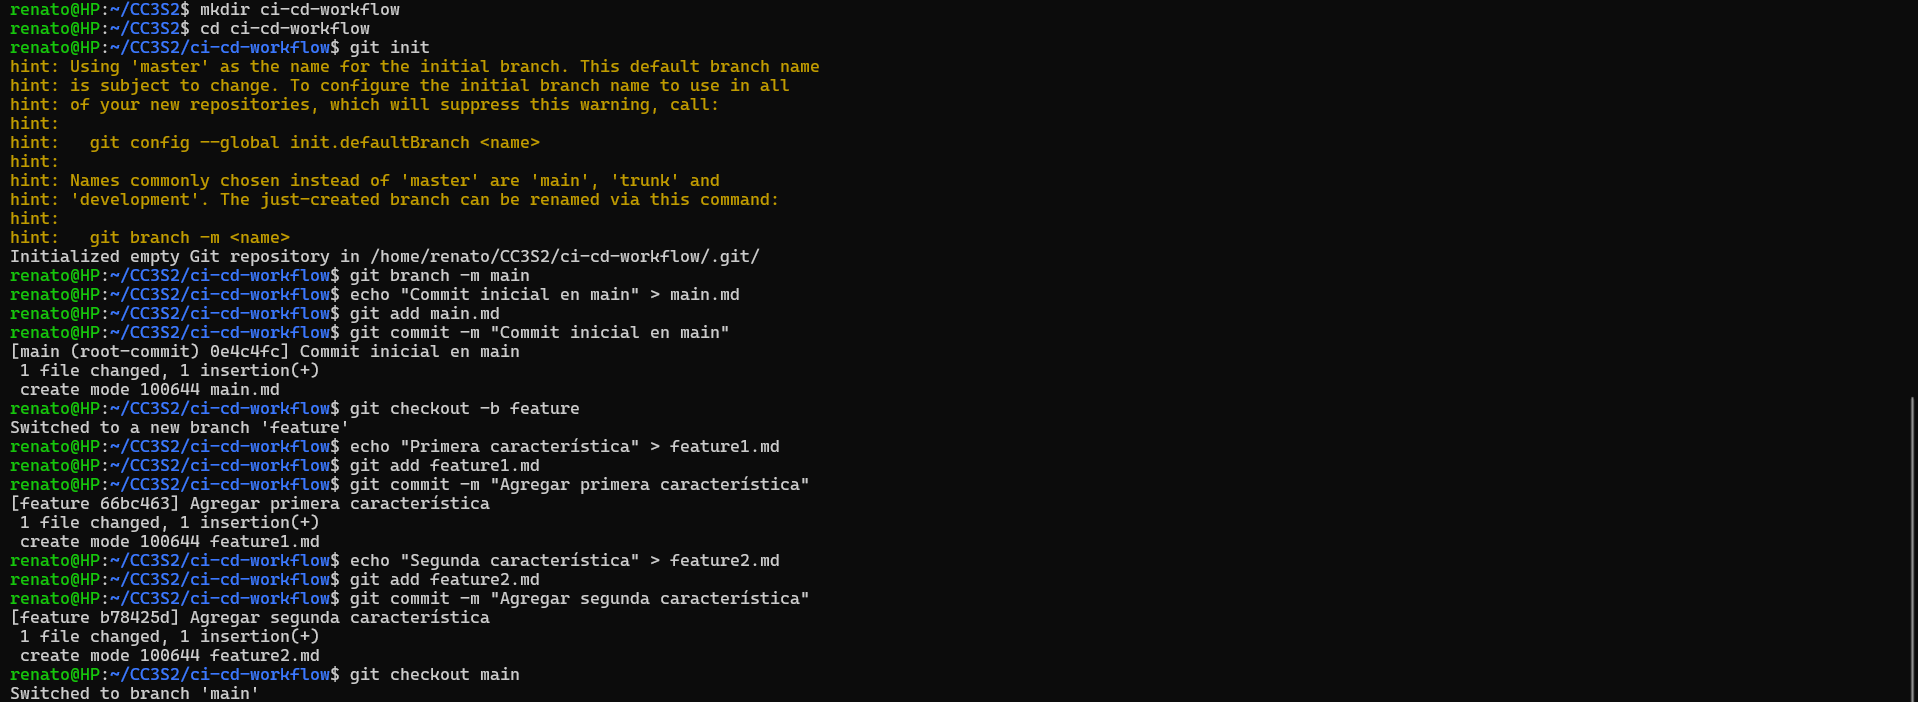 renato@HP:~/CC3S2$ mkdir ci-cd-workflow
renato@HP:~/CC3S2$ cd ci-cd-workflow
renato@HP:~/CC3S2/ci-cd-workflow$ git init
hint: Using 'master' as the name for the initial branch. This default branch name
hint: is subject to change. To configure the initial branch name to use in all
hint: of your new repositories, which will suppress this warning, call:
hint:
hint:   git config --global init.defaultBranch <name>
hint:
hint: Names commonly chosen instead of 'master' are 'main', 'trunk' and
hint: 'development'. The just-created branch can be renamed via this command:
hint:
hint:   git branch -m <name>
Initialized empty Git repository in /home/renato/CC3S2/ci-cd-workflow/.git/
renato@HP:~/CC3S2/ci-cd-workflow$ git branch -m main
renato@HP:~/CC3S2/ci-cd-workflow$ echo "Commit inicial en main" > main.md
renato@HP:~/CC3S2/ci-cd-workflow$ git add main.md
renato@HP:~/CC3S2/ci-cd-workflow$ git commit -m "Commit inicial en main"
[main (root-commit) 0e4c4fc] Commit inicial en main
 1 file changed, 1 insertion(+)
 create mode 100644 main.md
renato@HP:~/CC3S2/ci-cd-workflow$ git checkout -b feature
Switched to a new branch 'feature'
renato@HP:~/CC3S2/ci-cd-workflow$ echo "Primera característica" > feature1.md
renato@HP:~/CC3S2/ci-cd-workflow$ git add feature1.md
renato@HP:~/CC3S2/ci-cd-workflow$ git commit -m "Agregar primera característica"
[feature 66bc463] Agregar primera característica
 1 file changed, 1 insertion(+)
 create mode 100644 feature1.md
renato@HP:~/CC3S2/ci-cd-workflow$ echo "Segunda característica" > feature2.md
renato@HP:~/CC3S2/ci-cd-workflow$ git add feature2.md
renato@HP:~/CC3S2/ci-cd-workflow$ git commit -m "Agregar segunda característica"
[feature b78425d] Agregar segunda característica
 1 file changed, 1 insertion(+)
 create mode 100644 feature2.md
renato@HP:~/CC3S2/ci-cd-workflow$ git checkout main
Switched to branch 'main'